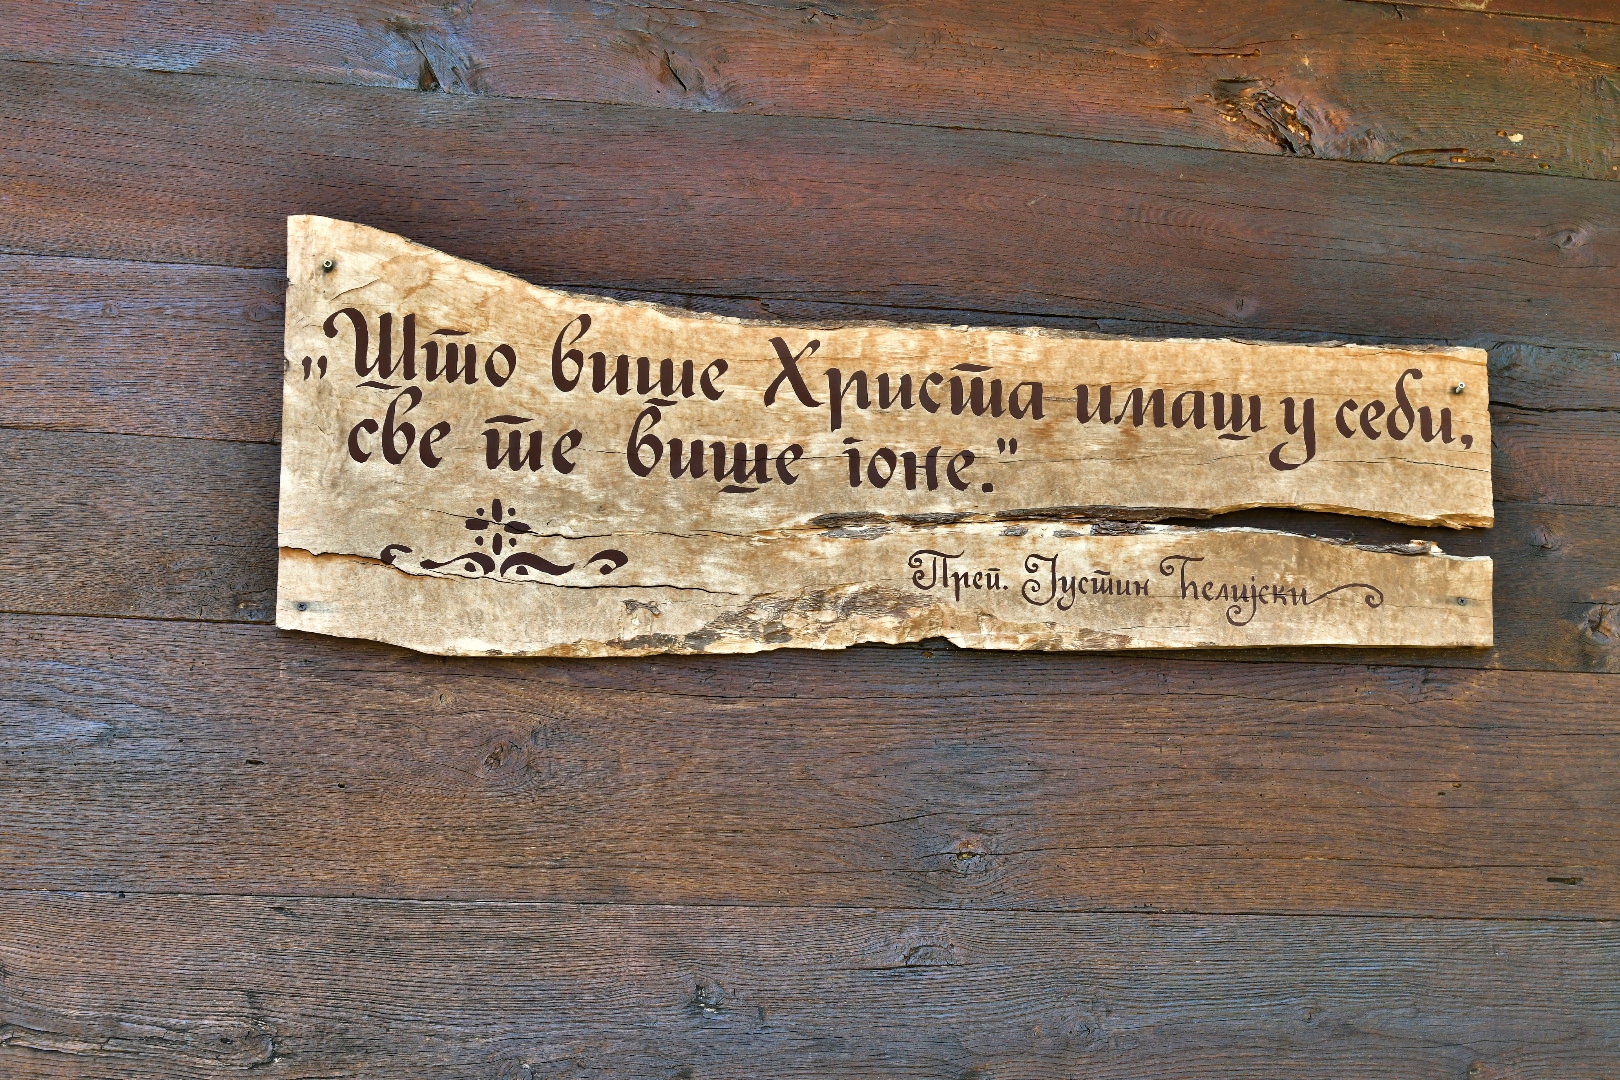 „Што више Христа имаш у себи,
све те више гоне."
Преп. Јустин Ћелијски